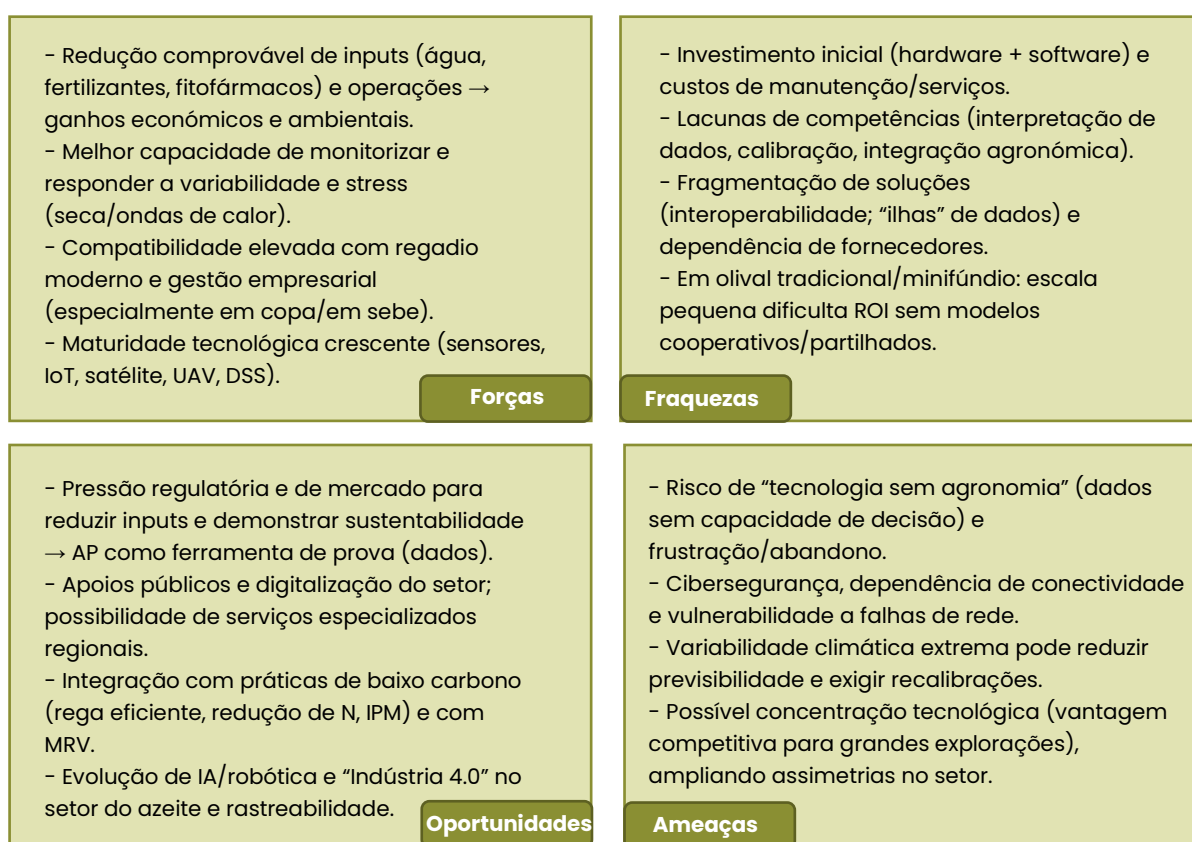 - Redução comprovável de inputs (água,
fertilizantes, fitofármacos) e operações →
ganhos económicos e ambientais.
- Melhor capacidade de monitorizar e
responder a variabilidade e stress
(seca/ondas de calor).
- Compatibilidade elevada com regadio
moderno e gestão empresarial
(especialmente em copa/em sebe).
- Maturidade tecnológica crescente (sensores,
IoT, satélite, UAV, DSS).
Forças
- Investimento inicial (hardware + software) e
custos de manutenção/serviços.
- Lacunas de competências (interpretação de
dados, calibração, integração agronómica).
- Fragmentação de soluções
(interoperabilidade; “ilhas” de dados) e
dependência de fornecedores.
- Em olival tradicional/minifúndio: escala
pequena dificulta ROI sem modelos
cooperativos/partilhados.
Fraquezas
- Pressão regulatória e de mercado para
reduzir inputs e demonstrar sustentabilidade
→ AP como ferramenta de prova (dados).
- Apoios públicos e digitalização do setor;
possibilidade de serviços especializados
regionais.
- Integração com práticas de baixo carbono
(rega eficiente, redução de N, IPM) e com
MRV.
- Evolução de IA/robótica e “Indústria 4.0” no
setor do azeite e rastreabilidade.
Oportunidades
- Risco de “tecnologia sem agronomia” (dados
sem capacidade de decisão) e
frustração/abandono.
- Cibersegurança, dependência de conectividade
e vulnerabilidade a falhas de rede.
- Variabilidade climática extrema pode reduzir
previsibilidade e exigir recalibrações.
- Possível concentração tecnológica (vantagem
competitiva para grandes explorações),
ampliando assimetrias no setor.
Ameaças